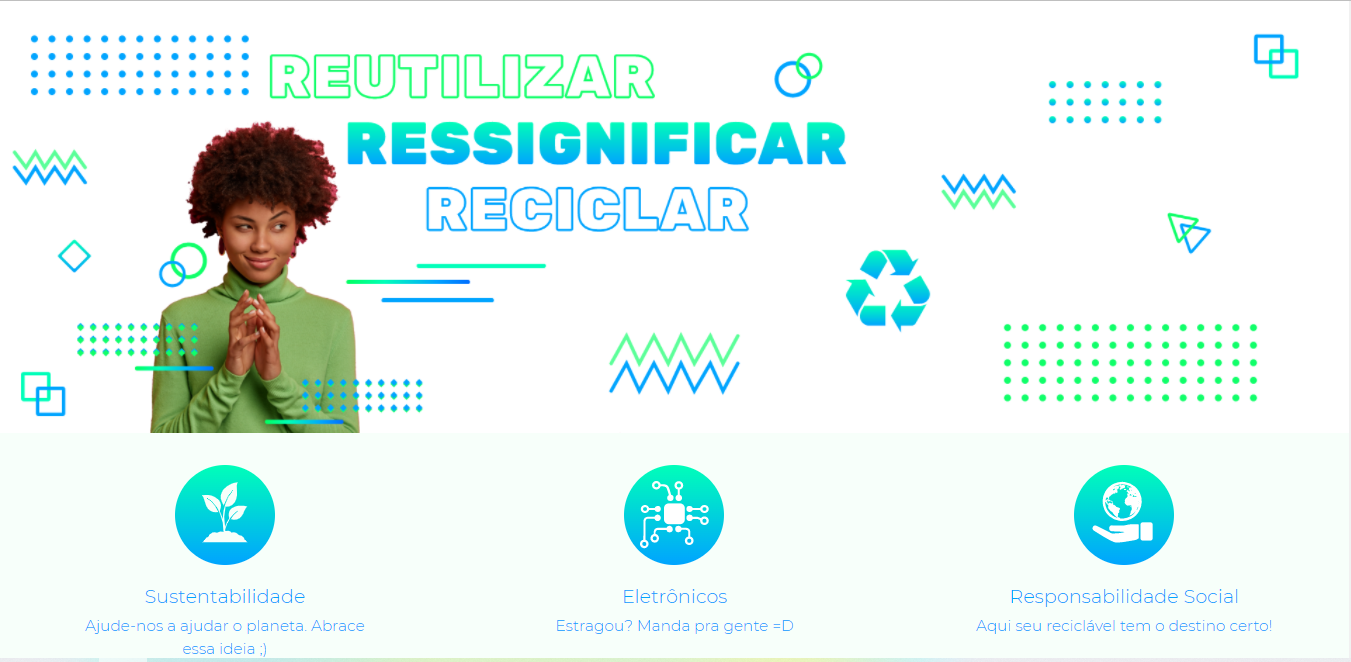 REUTILIZAR
RESSIGNIFICAR
RECICLAR
Sustentabilidade
Ajude-nos a ajudar o planeta. Abrace
essa ideia ;)
Eletrônicos
Estragou? Manda pra gente =D
Responsabilidade Social
Aqui seu reciclável tem o destino certo!